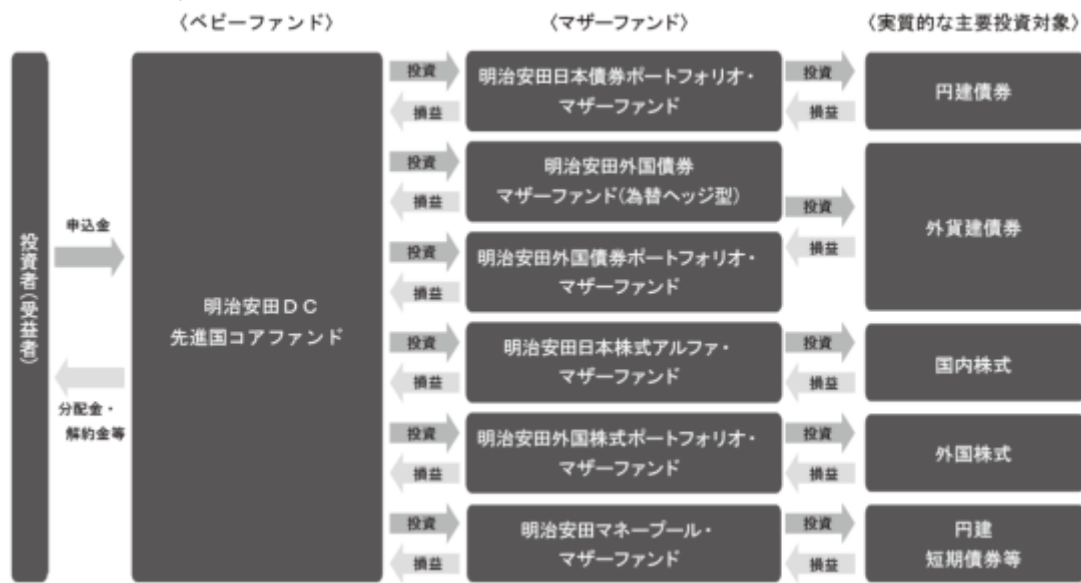 〈ベビーファンド〉
〈マザーファンド〉
〈実質的な主要投資対象〉
投資者(受益者)
申込金
分配金・
解約金等
明治安田DC
先進国コアファンド
投資
損益
明治安田日本債券ポートフォリオ・
マザーファンド
投資
損益
円建債券
投資
損益
明治安田外国債券
マザーファンド(為替ヘッジ型)
投資
損益
外貨建債券
投資
損益
明治安田外国債券ポートフォリオ・
マザーファンド
投資
損益
明治安田日本株式アルファ・
マザーファンド
投資
損益
国内株式
投資
損益
明治安田外国株式ポートフォリオ・
マザーファンド
投資
損益
外国株式
投資
損益
明治安田マネープール・
マザーファンド
投資
損益
円建
短期債券等